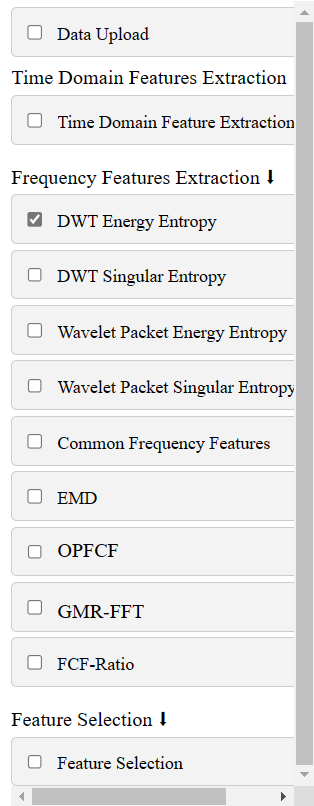 Data Upload
Time Domain Features Extraction
Time Domain Feature Extraction
Frequency Features Extraction ⬇
DWT Energy Entropy
DWT Singular Entropy
Wavelet Packet Energy Entropy
Wavelet Packet Singular Entropy
Common Frequency Features
EMD
OPFCF
GMR-FFT
FCF-Ratio
Feature Selection ⬇
Feature Selection